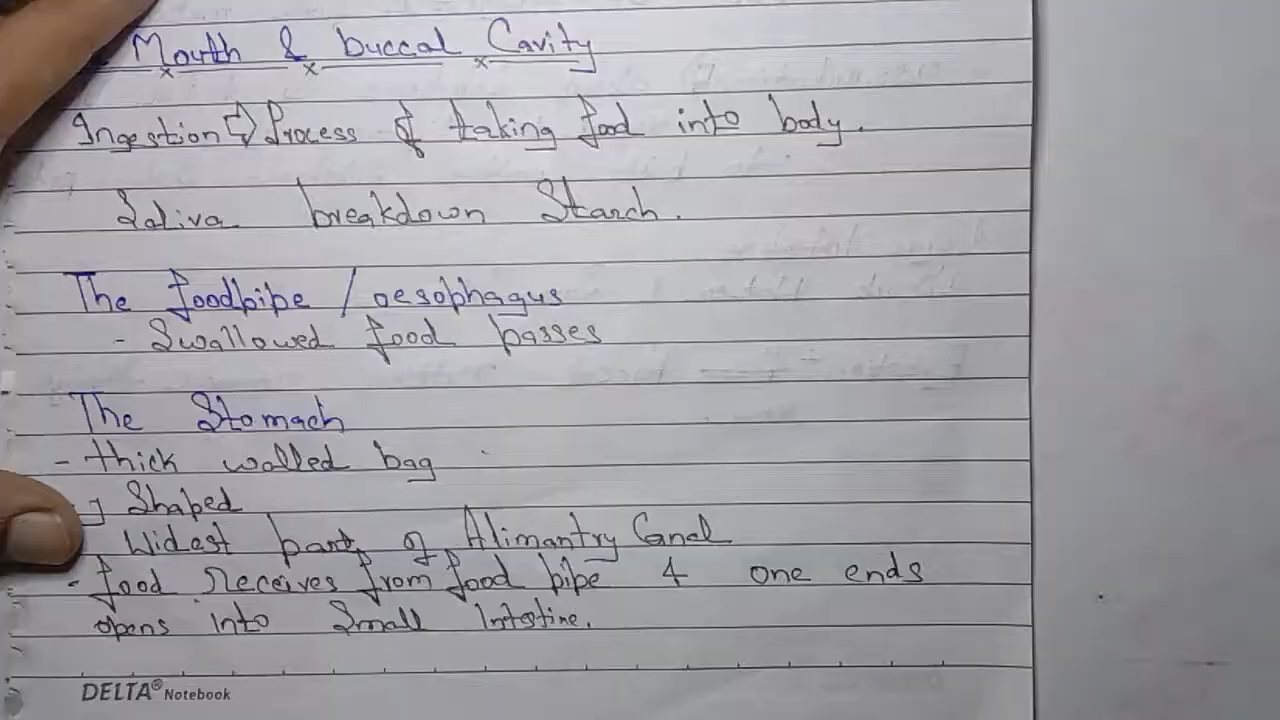 Mouth & buccal Cavity
Ingestion ⇒ Process of taking food into body.
Saliva breakdown Starch.
The foodpipe / oesophagus
- Swallowed food passes
The Stomach
- thick walled bag
J Shaped
Widest part of Alimantry Canal
- food Receives from food pipe & one ends
opens into Small Intestine.
DELTA® Notebook